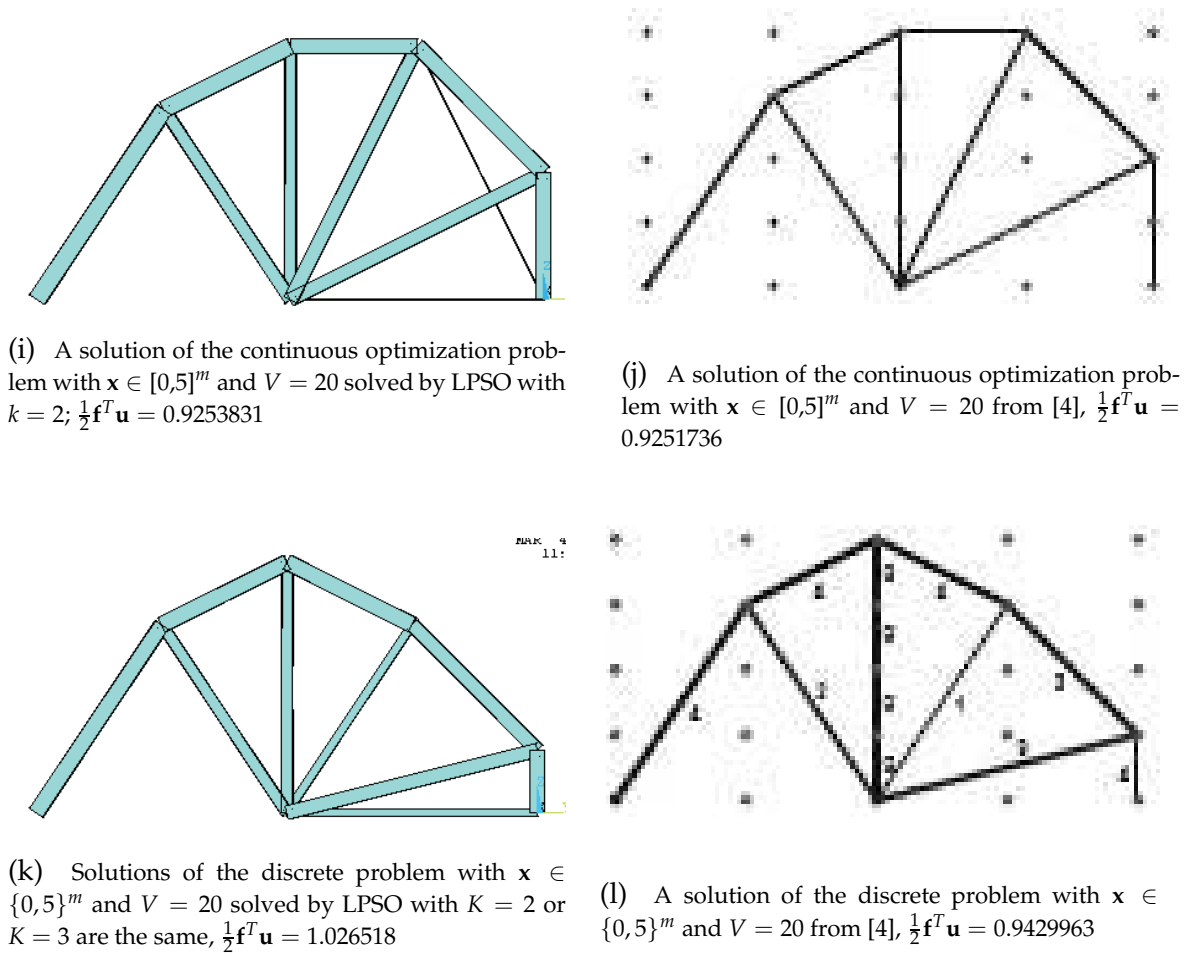 (i) A solution of the continuous optimization prob-
lem with x ∈ [0,5]^m and V = 20 solved by LPSO with
k = 2; ½f^T u = 0.9253831
(j) A solution of the continuous optimization prob-
lem with x ∈ [0,5]^m and V = 20 from [4], ½f^T u =
0.9251736
11:
(k) Solutions of the discrete problem with x ∈
{0,5}^m and V = 20 solved by LPSO with K = 2 or
K = 3 are the same, ½f^T u = 1.026518
(l) A solution of the discrete problem with x ∈
{0,5}^m and V = 20 from [4], ½f^T u = 0.9429963